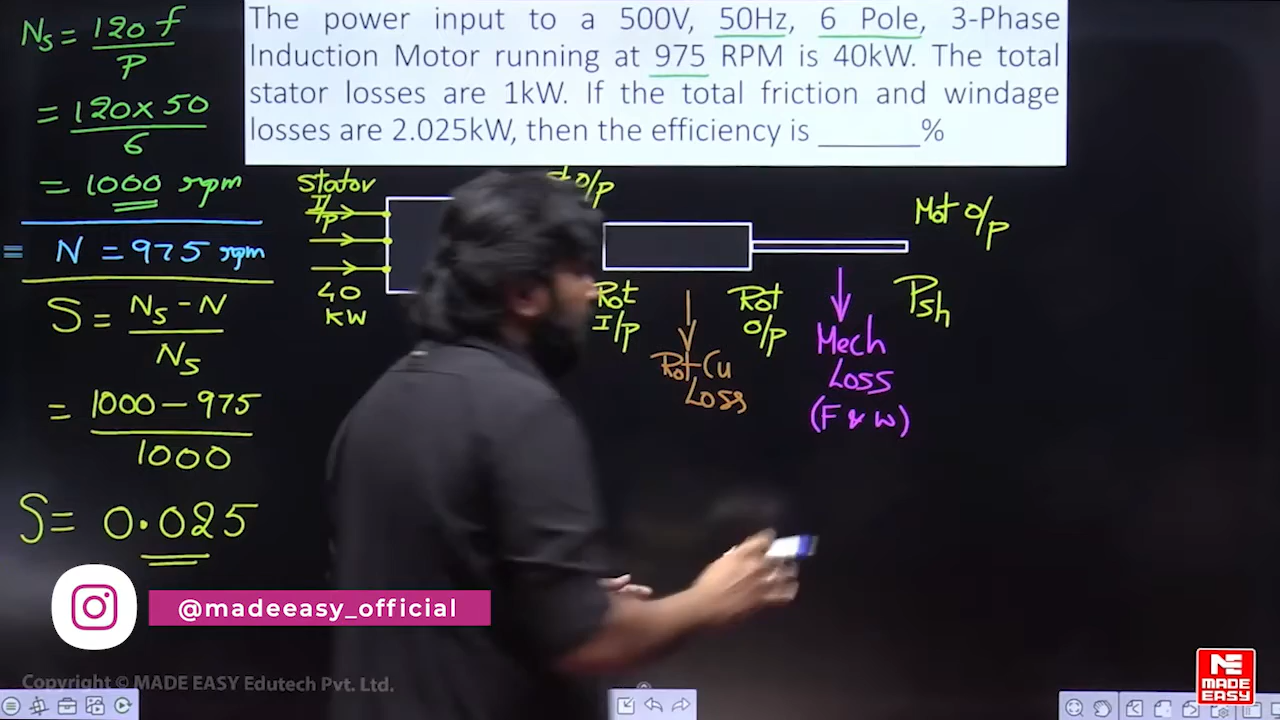 The power input to a 500V, 50Hz, 6 Pole, 3-Phase
Induction Motor running at 975 RPM is 40kW. The total
stator losses are 1kW. If the total friction and windage
losses are 2.025kW, then the efficiency is _______%
Ns = 120 f
P
= 120 × 50
6
= 1000 rpm
≡ N = 975 rpm
S = Ns - N
Ns
= 1000 - 975
1000
S = 0.025
Stator
I/p
40
kW
o/p
Rot
I/p
Rot Cu
Loss
Rot
o/p
Mech
Loss
(F & W)
Mot o/p
Psh
@madeeasy_official
Copyright © MADE EASY Edutech Pvt. Ltd.
ME
MADE
EASY